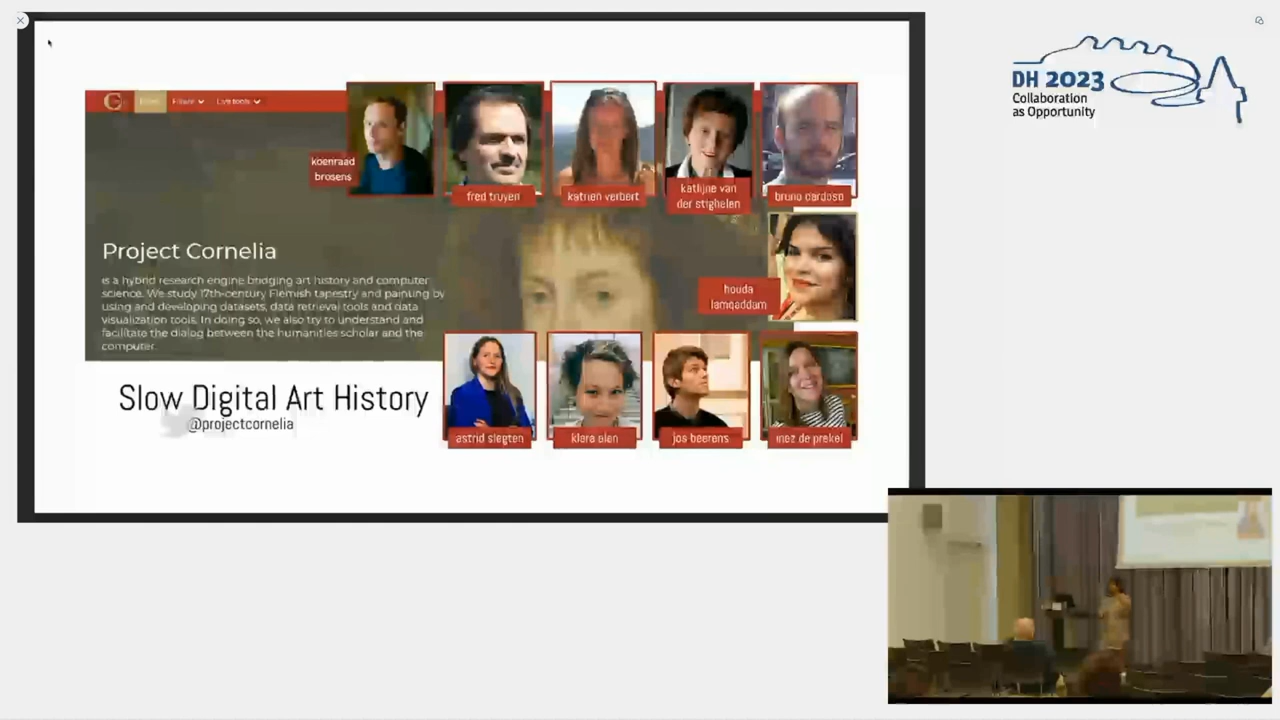 DH 2023
Collaboration
as Opportunity
koenraad
brosens
fred truyen
katrien verbert
katlijne van
der stighelen
bruno cardoso
Project Cornelia
is a hybrid research engine bridging art history and computer
science. We study 17th-century Flemish tapestry and painting by
using and developing datasets, data retrieval tools and data
visualization tools. In doing so, we also try to understand and
facilitate the dialog between the humanities scholar and the
computer.
houda
lamqaddam
Slow Digital Art History
@projectcornelia
astrid slegten
klara alen
jos beerens
inez de prekel